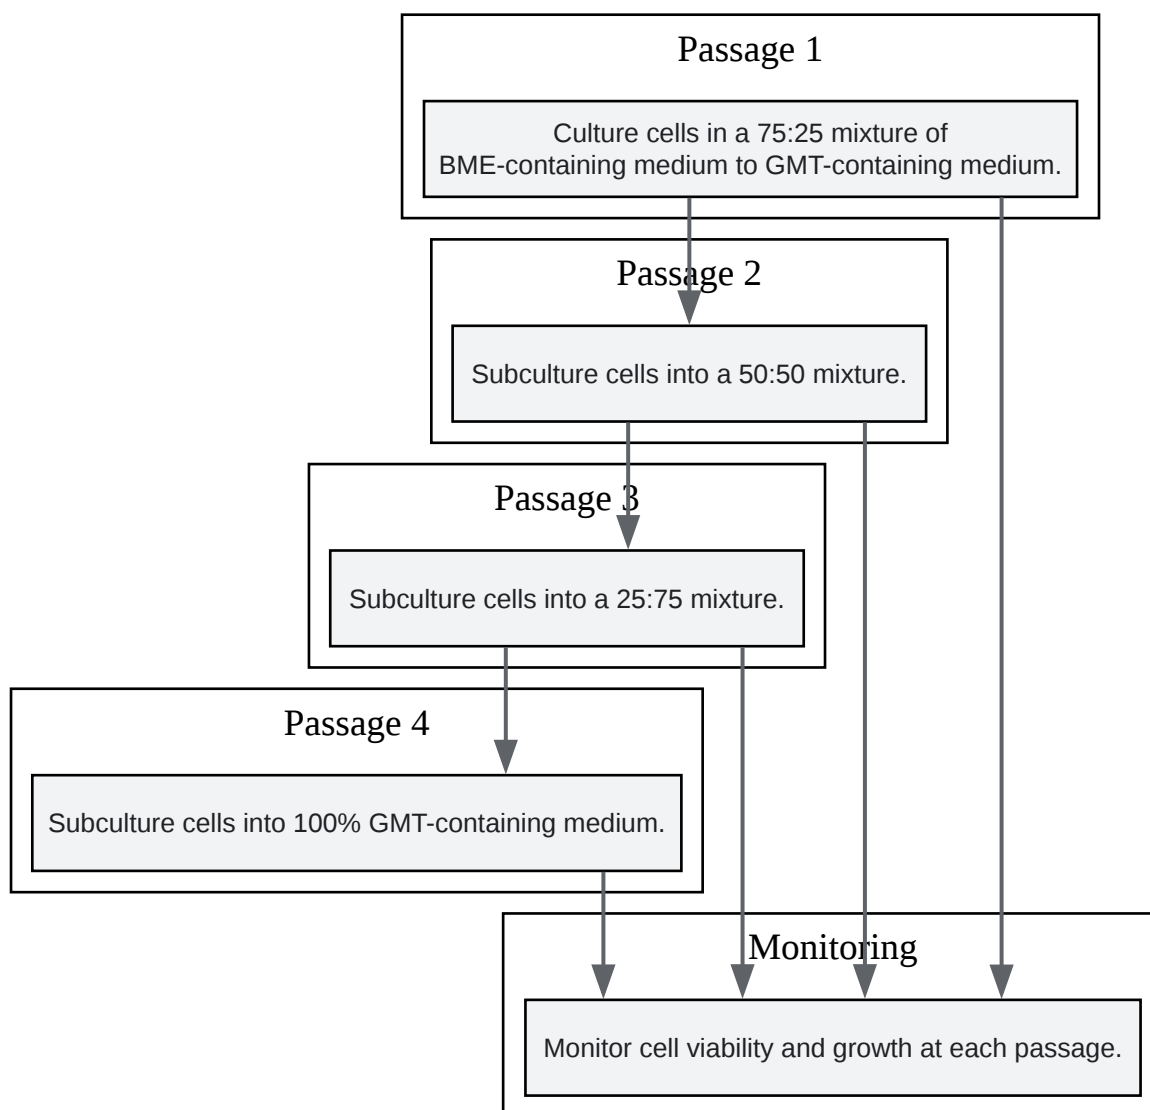 Passage 1
Culture cells in a 75:25 mixture of
BME-containing medium to GMT-containing medium.
Passage 2
Subculture cells into a 50:50 mixture.
Passage 3
Subculture cells into a 25:75 mixture.
Passage 4
Subculture cells into 100% GMT-containing medium.
Monitoring
Monitor cell viability and growth at each passage.